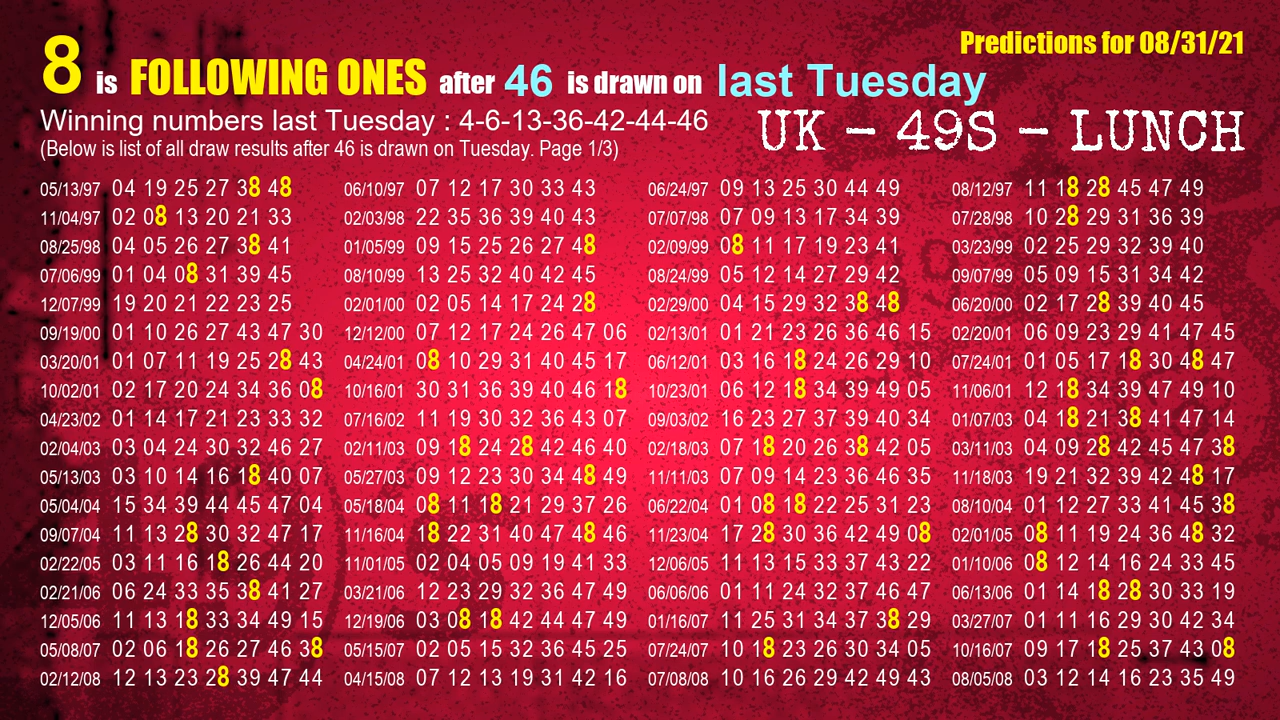 Predictions for 08/31/21
8 is FOLLOWING ONES after 46 is drawn on last Tuesday
Winning numbers last Tuesday : 4-6-13-36-42-44-46
UK - 49S - LUNCH
(Below is list of all draw results after 46 is drawn on Tuesday. Page 1/3)
05/13/97 04 19 25 27 38 48 06/10/97 07 12 17 30 33 43 06/24/97 09 13 25 30 44 49 08/12/97 11 18 28 45 47 49
11/04/97 02 08 13 20 21 33 02/03/98 22 35 36 39 40 43 07/07/98 07 09 13 17 34 39 07/28/98 10 28 29 31 36 39
08/25/98 04 05 26 27 38 41 01/05/99 09 15 25 26 27 48 02/09/99 08 11 17 19 23 41 03/23/99 02 25 29 32 39 40
07/06/99 01 04 08 31 39 45 08/10/99 13 25 32 40 42 45 08/24/99 05 12 14 27 29 42 09/07/99 05 09 15 31 34 42
12/07/99 19 20 21 22 23 25 02/01/00 02 05 14 17 24 28 02/29/00 04 15 29 32 38 48 06/20/00 02 17 28 39 40 45
09/19/00 01 10 26 27 43 47 30 12/12/00 07 12 17 24 26 47 06 02/13/01 01 21 23 26 36 46 15 02/20/01 06 09 23 29 41 47 45
03/20/01 01 07 11 19 25 28 43 04/24/01 08 10 29 31 40 45 17 06/12/01 03 16 18 24 26 29 10 07/24/01 01 05 17 18 30 48 47
10/02/01 02 17 20 24 34 36 08 10/16/01 30 31 36 39 40 46 18 10/23/01 06 12 18 34 39 49 05 11/06/01 12 18 34 39 47 49 10
04/23/02 01 14 17 21 23 33 32 07/16/02 11 19 30 32 36 43 07 09/03/02 16 23 27 37 39 40 34 01/07/03 04 18 21 38 41 47 14
02/04/03 03 04 24 30 32 46 27 02/11/03 09 18 24 28 42 46 40 02/18/03 07 18 20 26 38 42 05 03/11/03 04 09 28 42 45 47 38
05/13/03 03 10 14 16 18 40 07 05/27/03 09 12 23 30 34 48 49 11/11/03 07 09 14 23 36 46 35 11/18/03 19 21 32 39 42 48 17
05/04/04 15 34 39 44 45 47 04 05/18/04 08 11 18 21 29 37 26 06/22/04 01 08 18 22 25 31 23 08/10/04 01 12 27 33 41 45 38
09/07/04 11 13 28 30 32 47 17 11/16/04 18 22 31 40 47 48 46 11/23/04 17 28 30 36 42 49 08 02/01/05 08 11 19 24 36 48 32
02/22/05 03 11 16 18 26 44 20 11/01/05 02 04 05 09 19 41 33 12/06/05 11 13 15 33 37 43 22 01/10/06 08 12 14 16 24 33 45
02/21/06 06 24 33 35 38 41 27 03/21/06 12 23 29 32 36 47 49 06/06/06 01 11 24 32 37 46 47 06/13/06 01 14 18 28 30 33 19
12/05/06 11 13 18 33 34 49 15 12/19/06 03 08 18 42 44 47 49 01/16/07 11 25 31 34 37 38 29 03/27/07 01 11 16 29 30 42 34
05/08/07 02 06 18 26 27 46 38 05/15/07 02 05 15 32 36 45 25 07/24/07 10 18 23 26 30 34 05 10/16/07 09 17 18 25 37 43 08
02/12/08 12 13 23 28 39 47 44 04/15/08 07 12 13 19 31 42 16 07/08/08 10 16 26 29 42 49 43 08/05/08 03 12 14 16 23 35 49